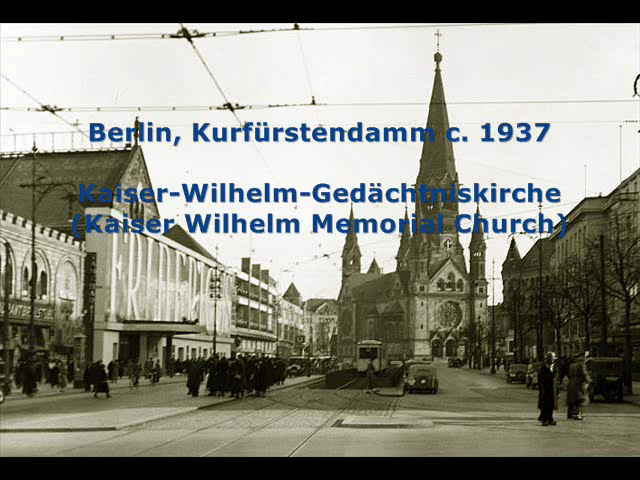 Berlin, Kurfürstendamm c. 1937
Kaiser-Wilhelm-Gedächtniskirche
(Kaiser Wilhelm Memorial Church)